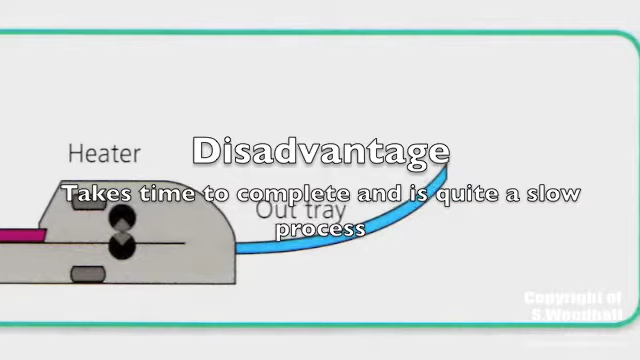 Heater
Disadvantage
Takes time to complete and is quite a slow
Out tray
process
Copyright of
S.Woodhall